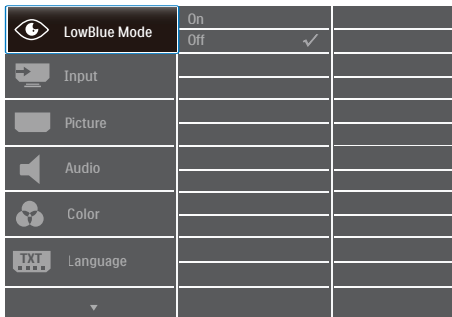 LowBlue Mode
On
Off
Input
Picture
Audio
Color
TXT
Language